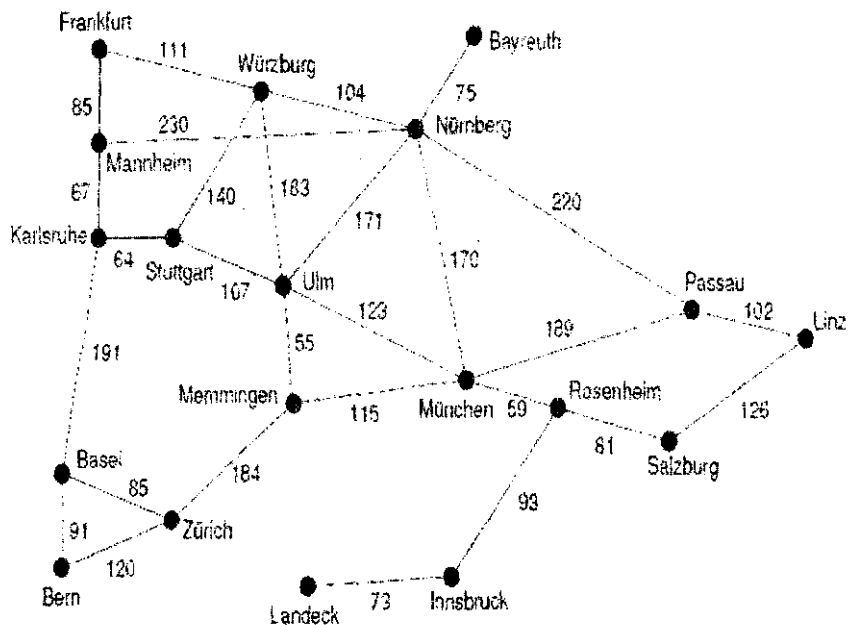 Frankfurt
111
Würzburg
Bayreuth
85
104
75
230
Nürnberg
Mannheim
67
140
183
171
220
Karlsruhe
64
Stuttgart
107
Ulm
170
Passau
102
Linz
191
55
123
189
Memmingen
115
München
59
Rosenheim
126
81
Salzburg
Basel
85
184
93
91
Zürich
120
Bern
Landeck
73
Innsbruck